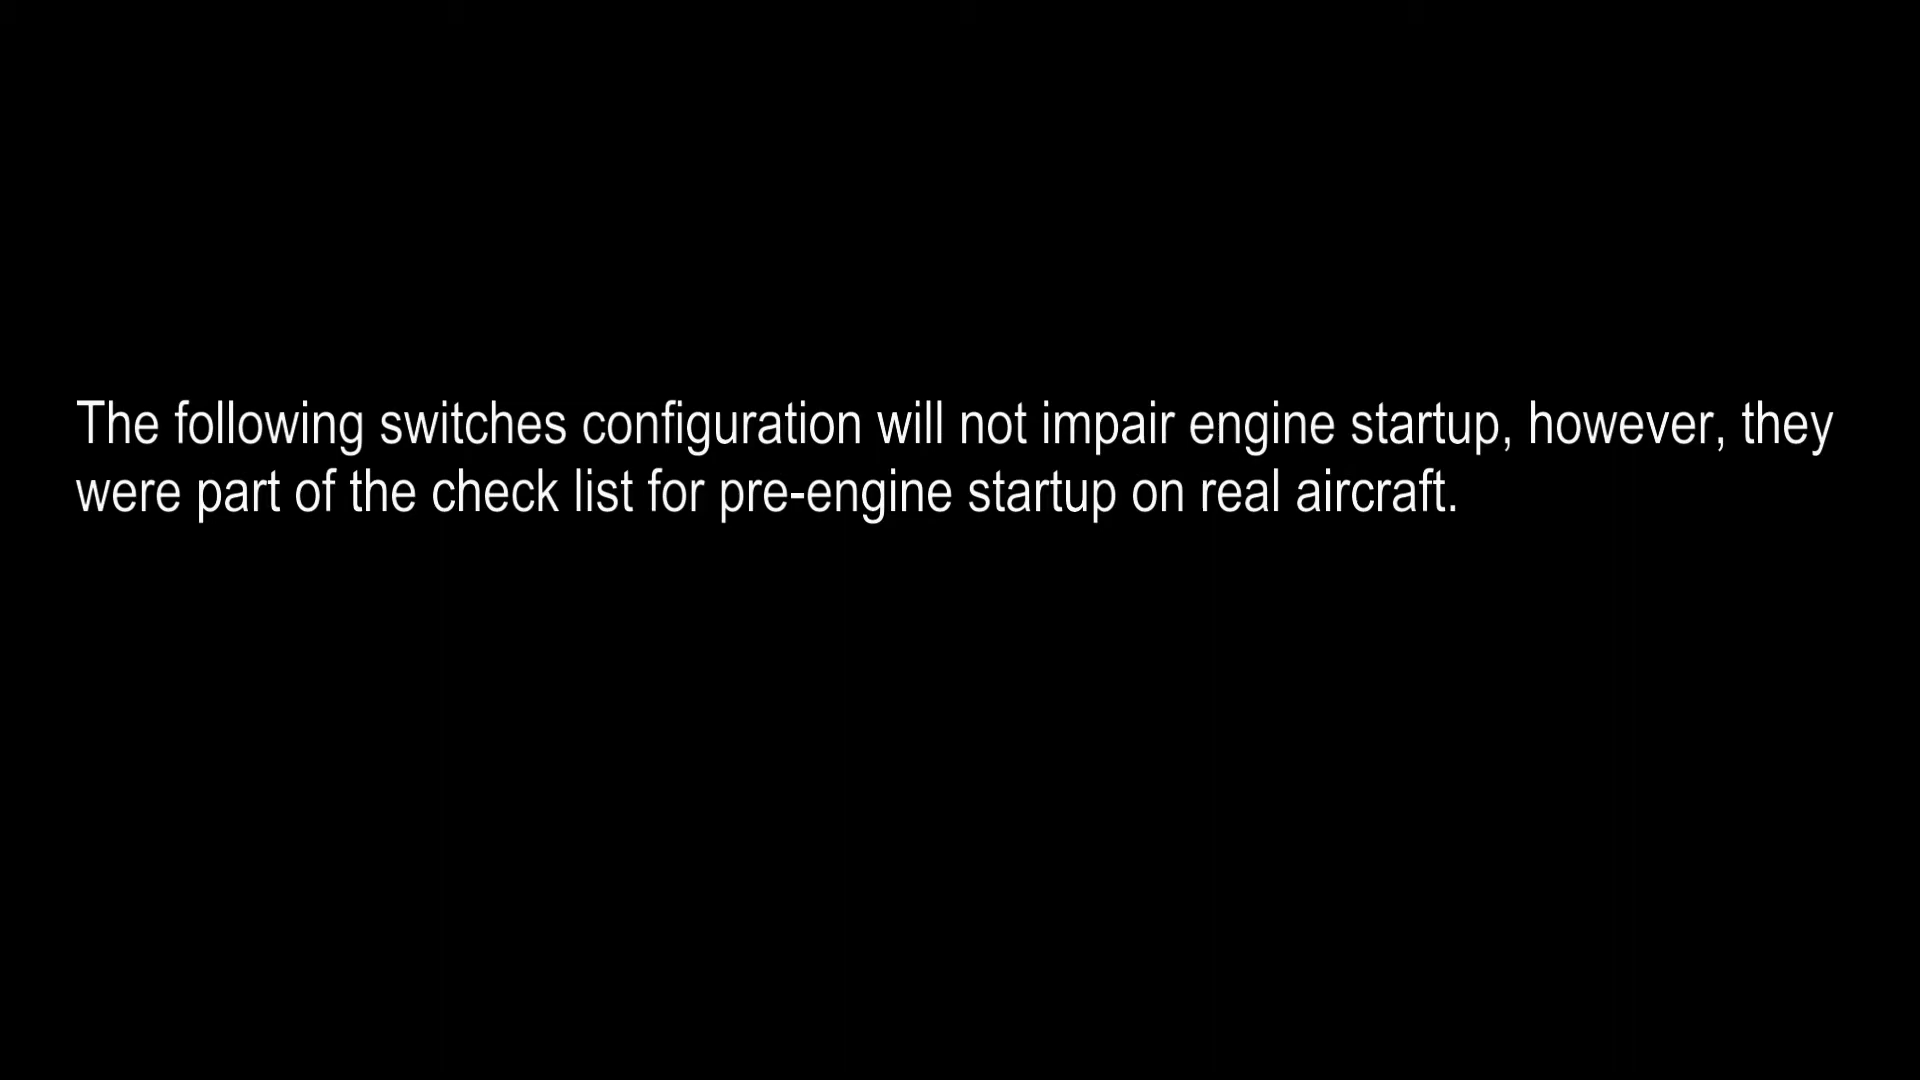 The following switches configuration will not impair engine startup, however, they
were part of the check list for pre-engine startup on real aircraft.